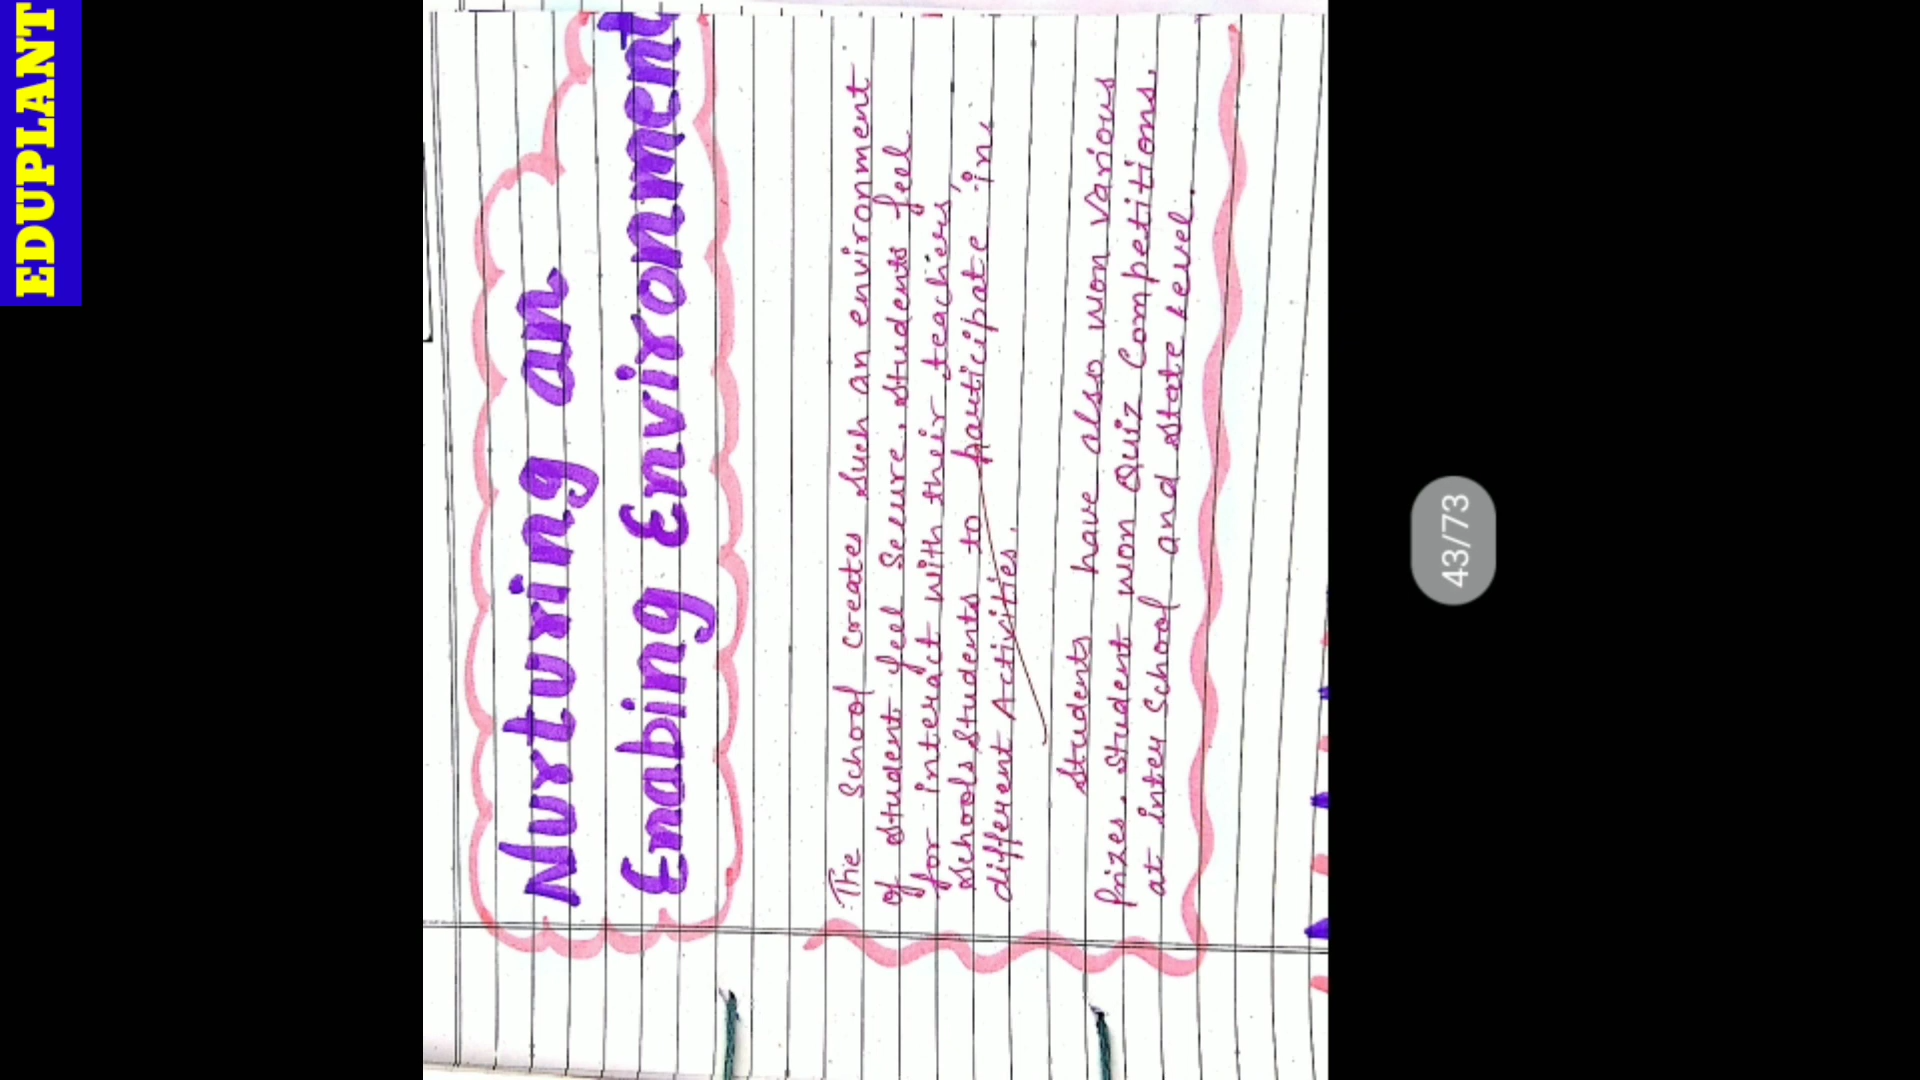 EDUPLANT
Nurturing an
Enabing Environment
The School creates such an environment
of student feel Secure, students feel
for interact with their teachers,
schools students to participate in
different Activities.
Students have also won various
Prizes. Student won Quiz Competitions,
at inter School and state level.
43/73